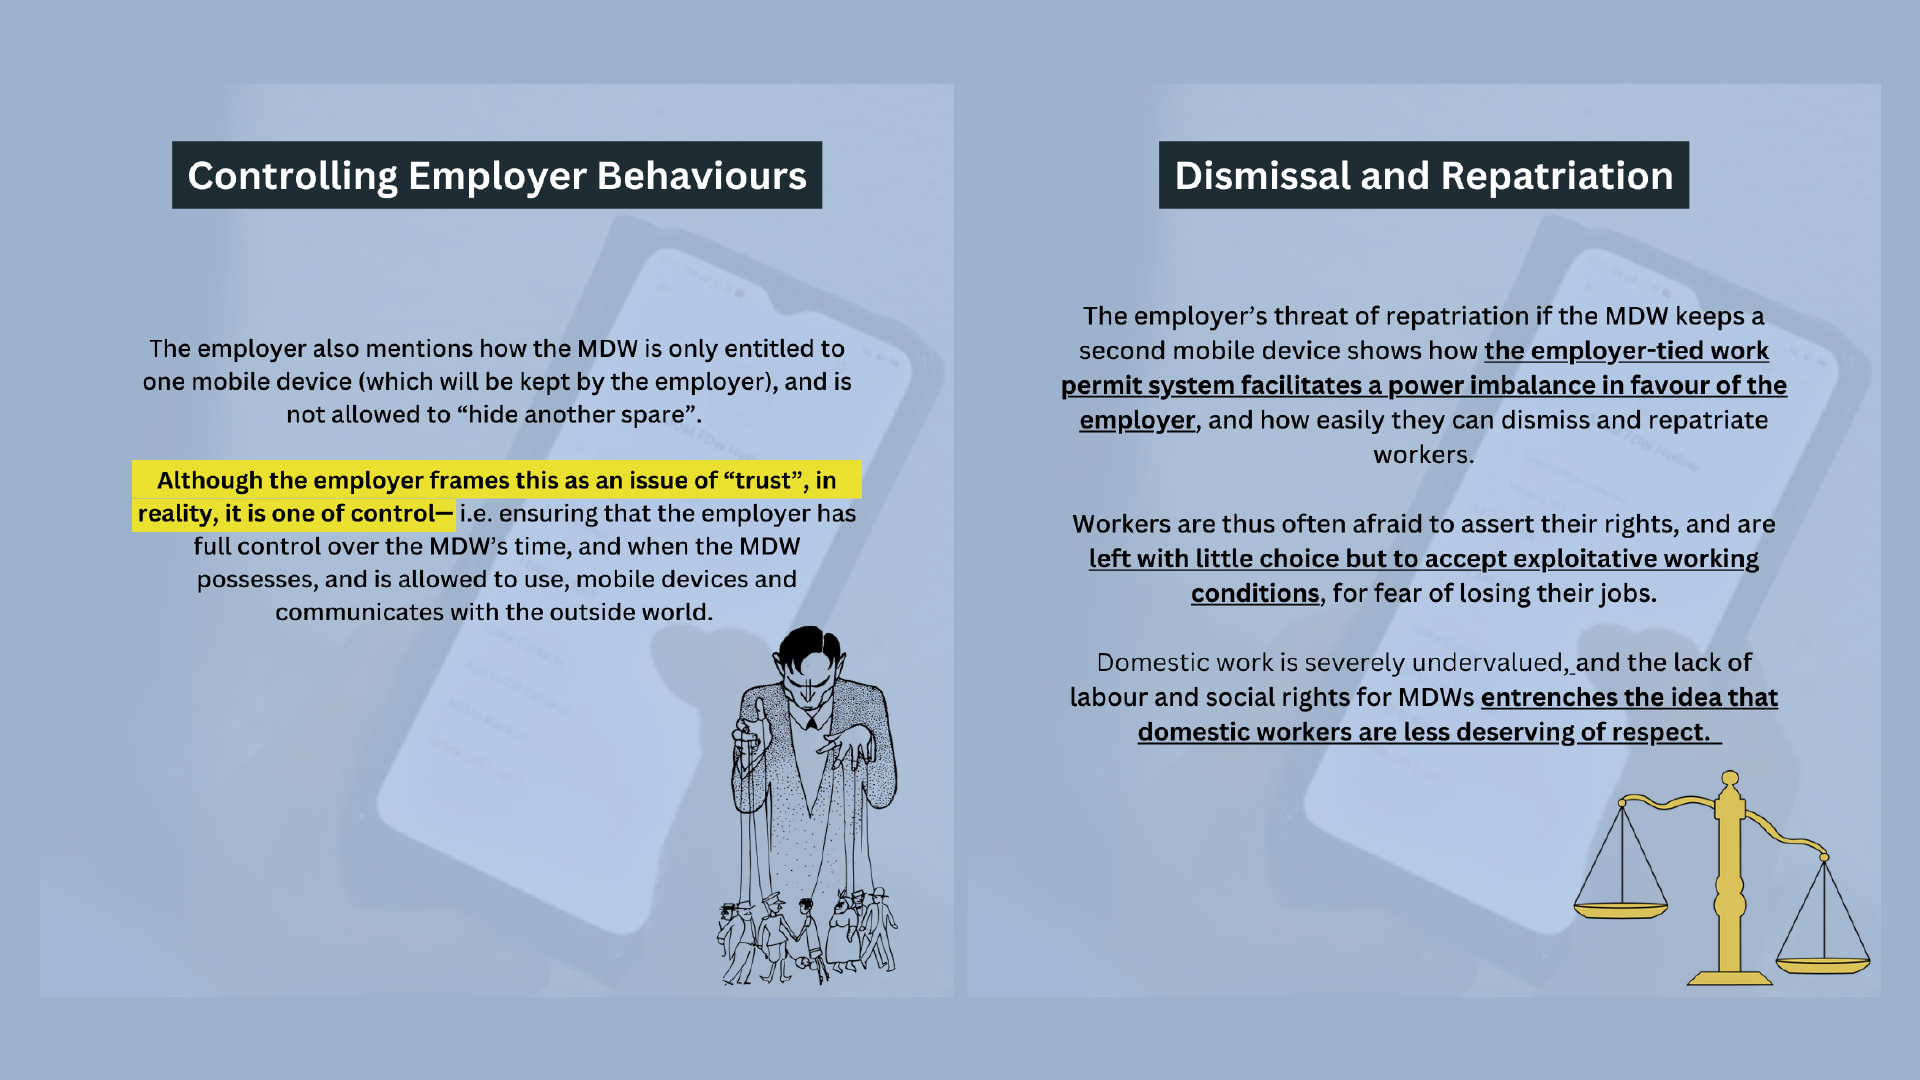 Controlling Employer Behaviours
The employer also mentions how the MDW is only entitled to
one mobile device (which will be kept by the employer), and is
not allowed to “hide another spare”.
Although the employer frames this as an issue of “trust”, in
reality, it is one of control— i.e. ensuring that the employer has
full control over the MDW’s time, and when the MDW
possesses, and is allowed to use, mobile devices and
communicates with the outside world.
Dismissal and Repatriation
The employer’s threat of repatriation if the MDW keeps a
second mobile device shows how the employer-tied work
permit system facilitates a power imbalance in favour of the
employer, and how easily they can dismiss and repatriate
workers.
Workers are thus often afraid to assert their rights, and are
left with little choice but to accept exploitative working
conditions, for fear of losing their jobs.
Domestic work is severely undervalued, and the lack of
labour and social rights for MDWs entrenches the idea that
domestic workers are less deserving of respect.